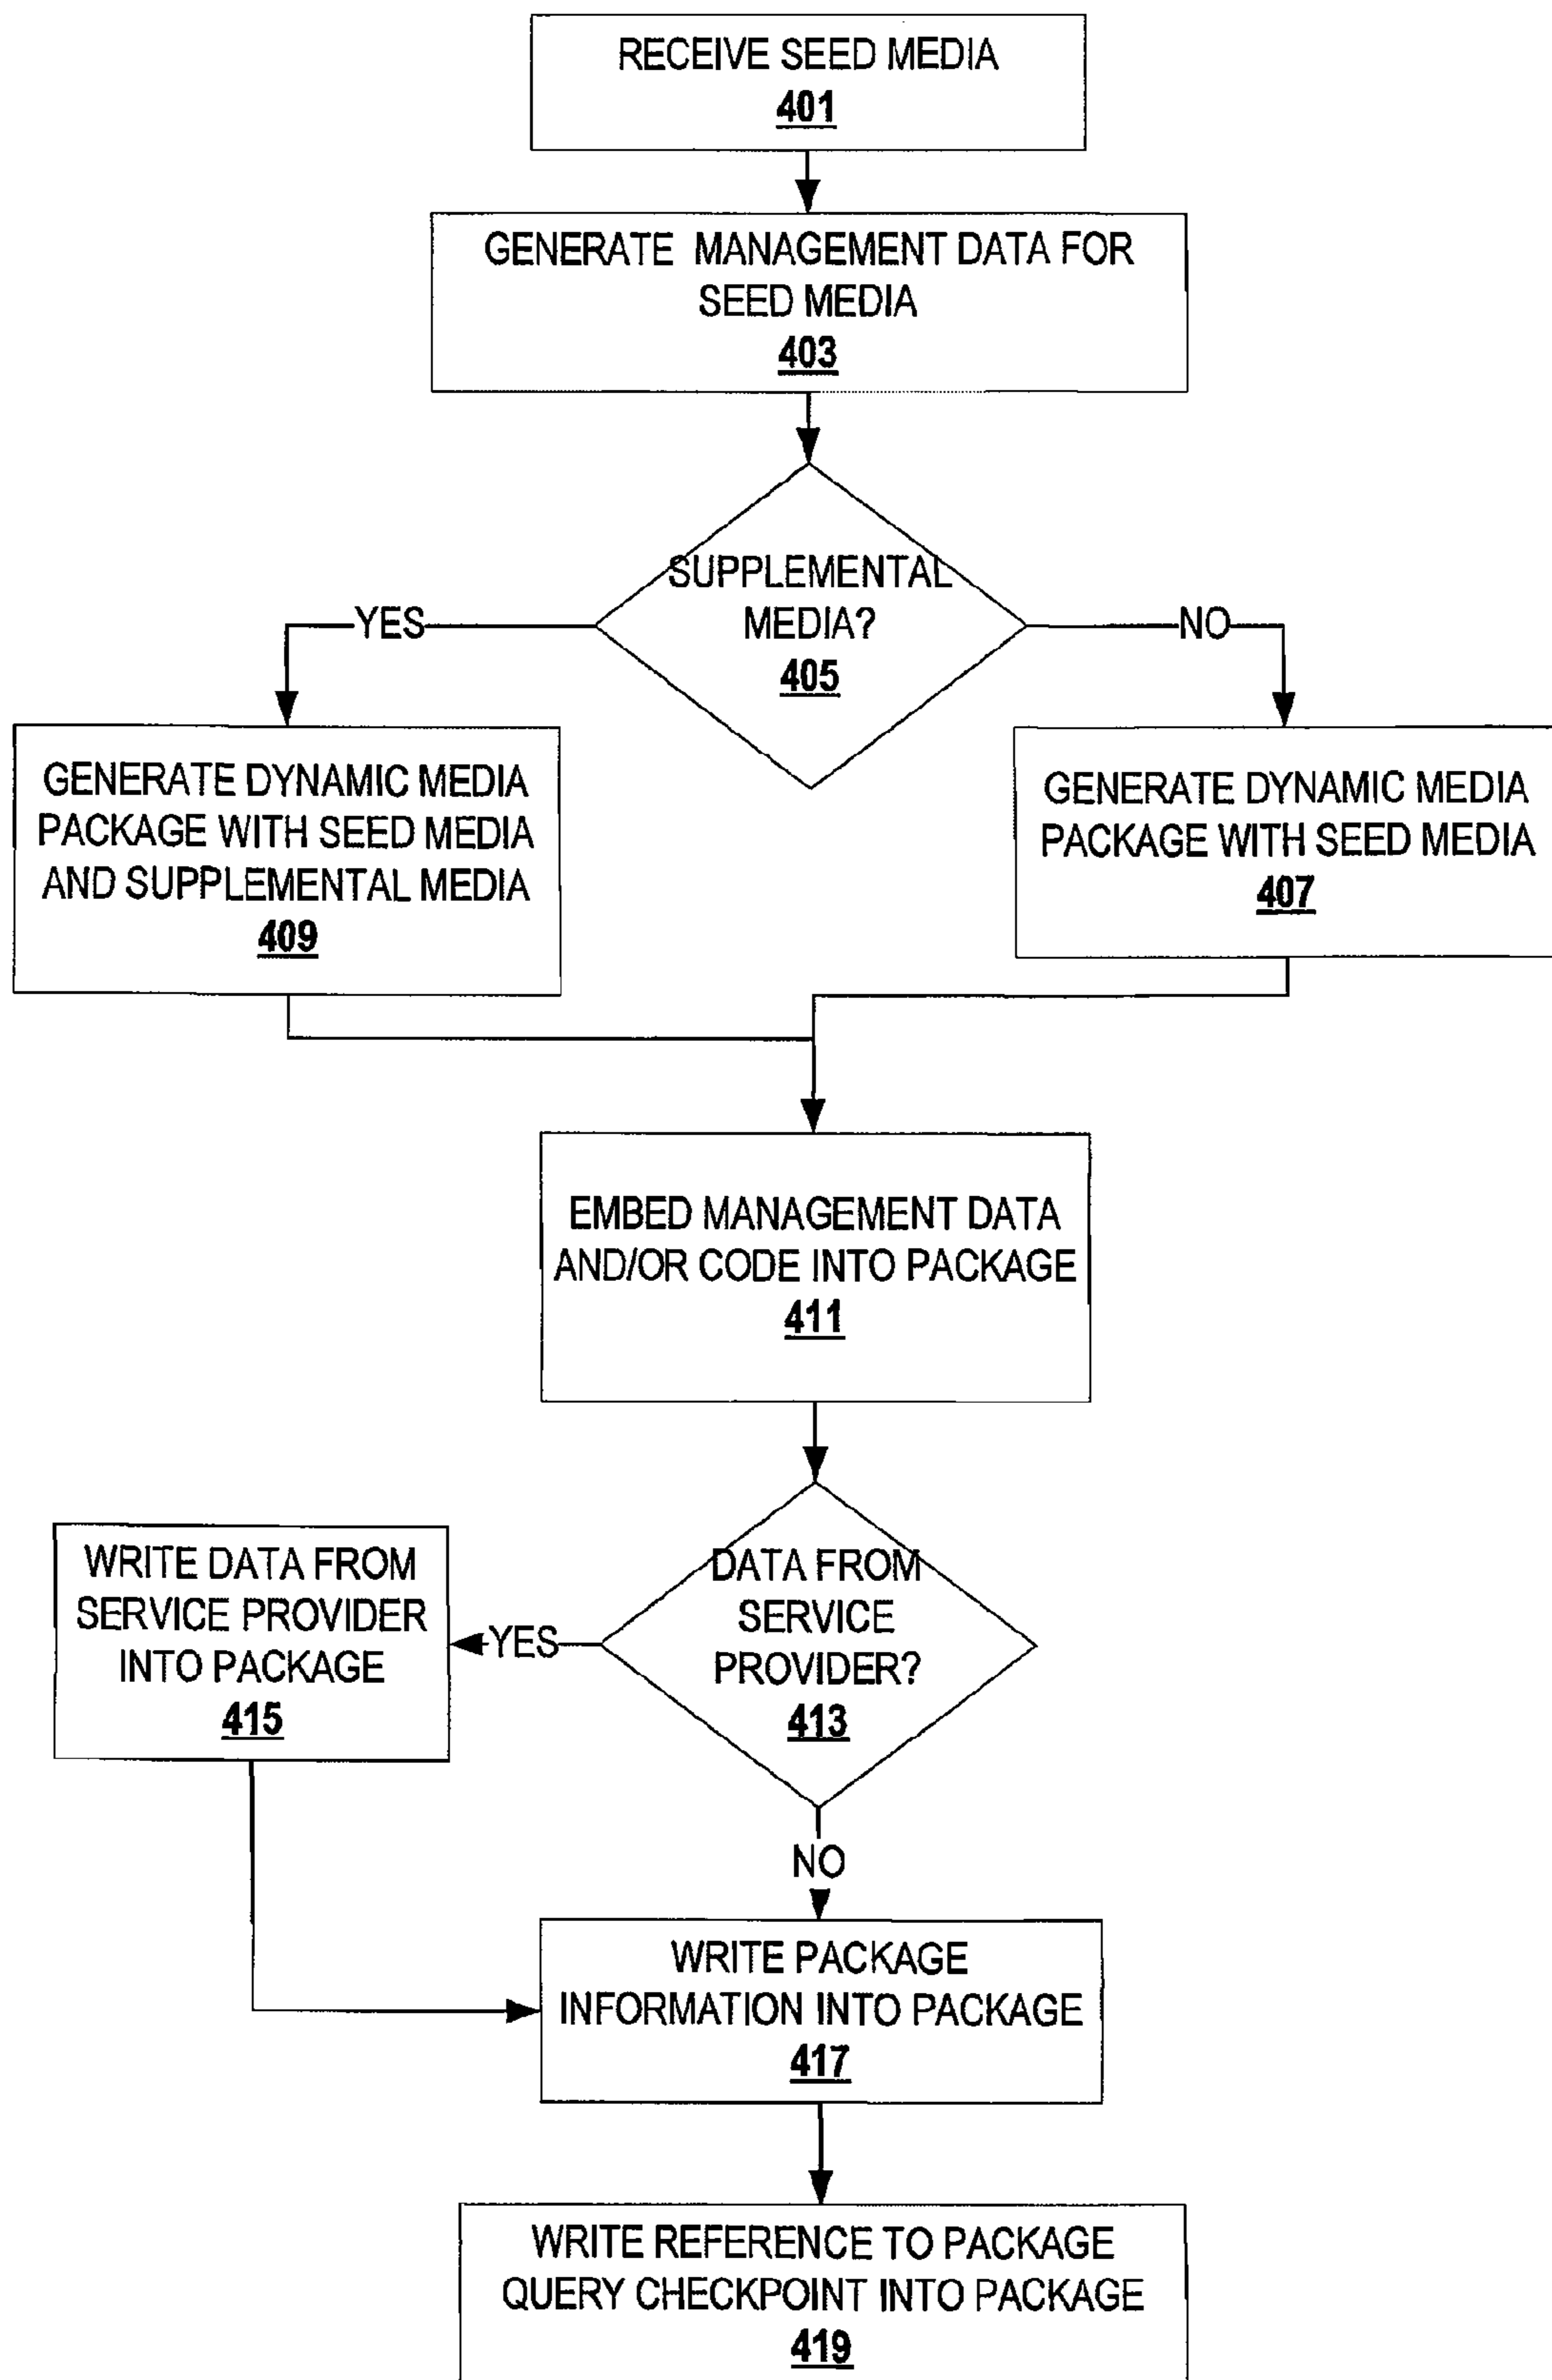 RECEIVE SEED MEDIA
401
GENERATE MANAGEMENT DATA FOR
SEED MEDIA
403
SUPPLEMENTAL
MEDIA?
405
YES
NO
GENERATE DYNAMIC MEDIA
PACKAGE WITH SEED MEDIA
AND SUPPLEMENTAL MEDIA
409
GENERATE DYNAMIC MEDIA
PACKAGE WITH SEED MEDIA
407
EMBED MANAGEMENT DATA
AND/OR CODE INTO PACKAGE
411
DATA FROM
SERVICE
PROVIDER?
413
YES
WRITE DATA FROM
SERVICE PROVIDER
INTO PACKAGE
415
NO
WRITE PACKAGE
INFORMATION INTO PACKAGE
417
WRITE REFERENCE TO PACKAGE
QUERY CHECKPOINT INTO PACKAGE
419